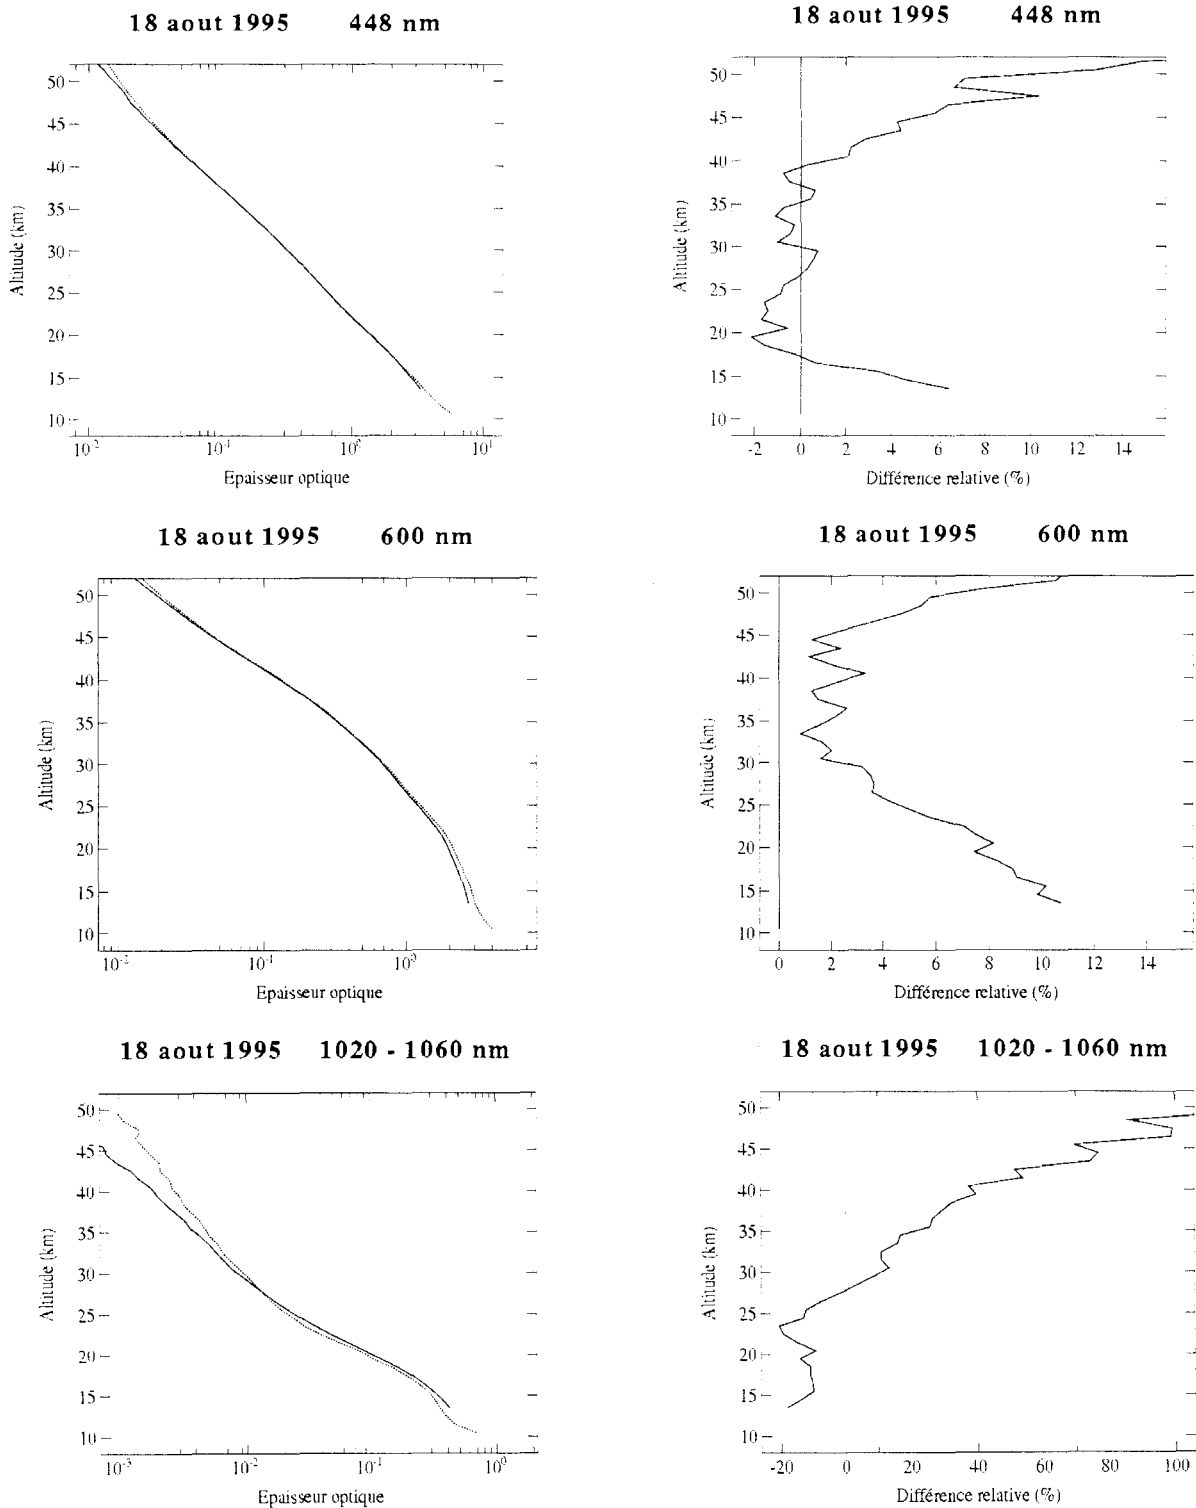 18 aout 1995 448 nm
50
45
40
35
30
25
20
15
10
Altitude (km)
10-2 10-1 100 101
Epaisseur optique
18 aout 1995 448 nm
50
45
40
35
30
25
20
15
10
Altitude (km)
-2 0 2 4 6 8 10 12 14
Différence relative (%)
18 aout 1995 600 nm
50
45
40
35
30
25
20
15
10
Altitude (km)
10-2 10-1 100
Epaisseur optique
18 aout 1995 600 nm
50
45
40
35
30
25
20
15
10
Altitude (km)
0 2 4 6 8 10 12 14
Différence relative (%)
18 aout 1995 1020 - 1060 nm
50
45
40
35
30
25
20
15
10
Altitude (km)
10-3 10-2 10-1 100
Epaisseur optique
18 aout 1995 1020 - 1060 nm
50
45
40
35
30
25
20
15
10
Altitude (km)
-20 0 20 40 60 80 100
Différence relative (%)